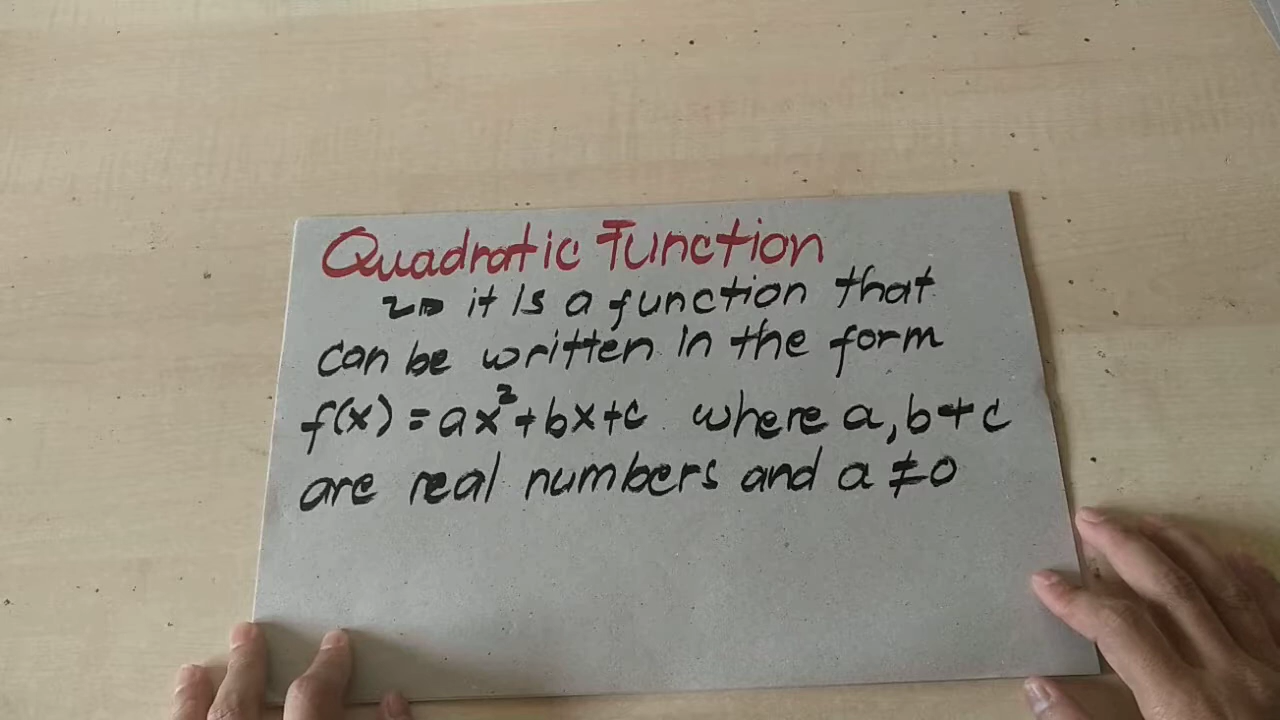 Quadratic Function
it is a function that
can be written in the form
f(x) = ax²+bx+c where a, b + c
are real numbers and a ≠ 0